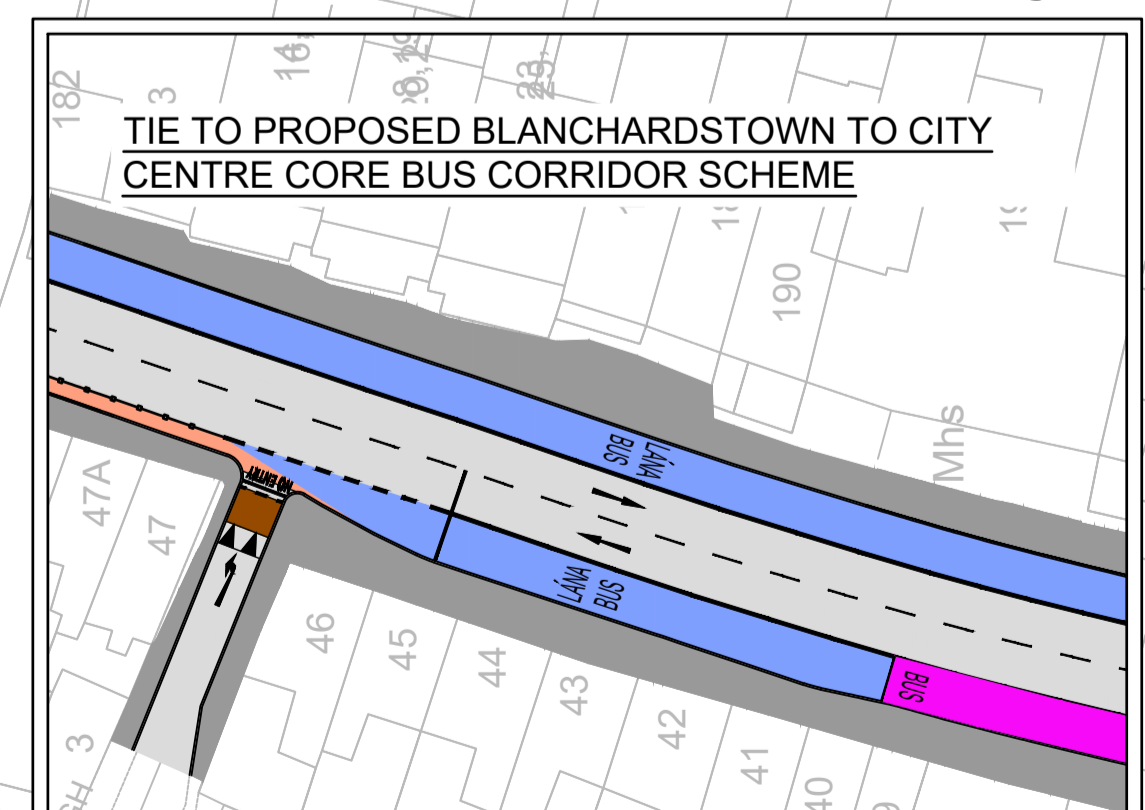 182
3
TIE TO PROPOSED BLANCHARDSTOWN TO CITY
CENTRE CORE BUS CORRIDOR SCHEME
190
Mhs
LÁNA
BUS
NO ENTRY
47A
47
LÁNA
BUS
BUS
46
45
44
43
42
41
40
3